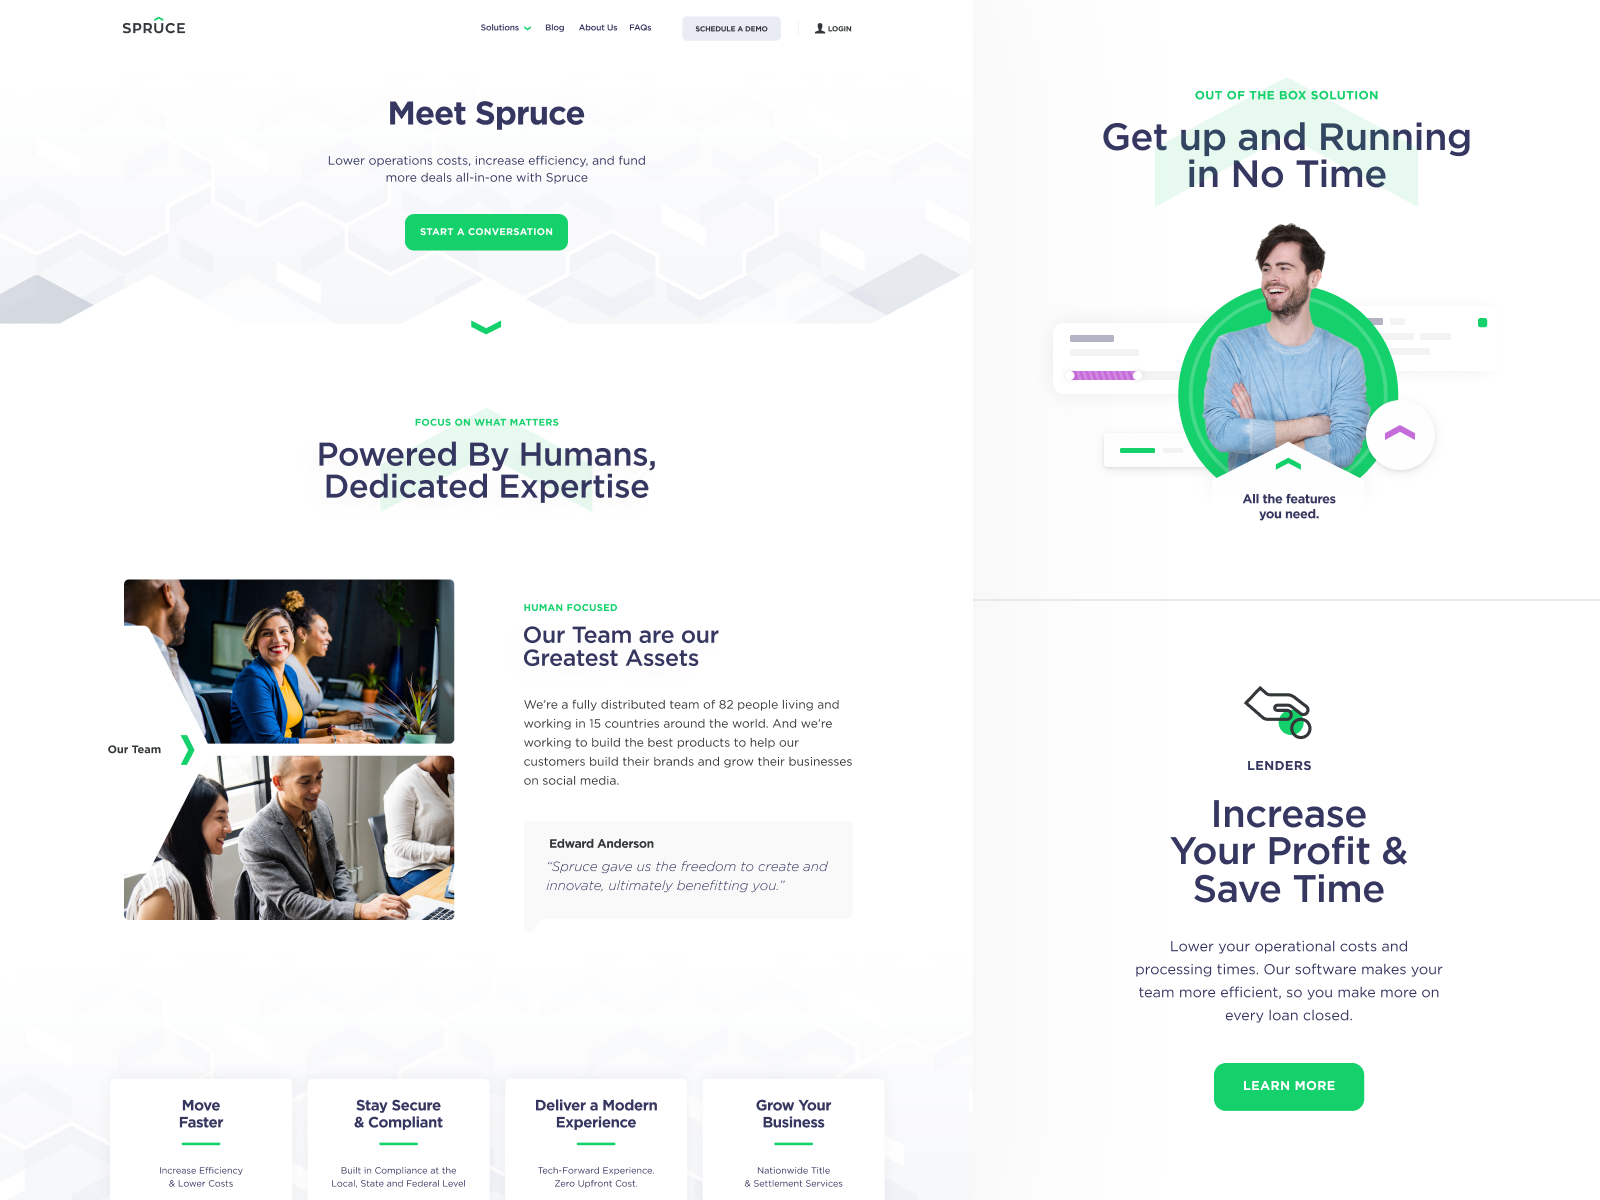 SPRUCE
Solutions
Blog
About Us
FAQs
SCHEDULE A DEMO
LOGIN
Meet Spruce
Lower operations costs, increase efficiency, and fund
more deals all-in-one with Spruce
START A CONVERSATION
FOCUS ON WHAT MATTERS
Powered By Humans,
Dedicated Expertise
Our Team
HUMAN FOCUSED
Our Team are our
Greatest Assets
We're a fully distributed team of 82 people living and
working in 15 countries around the world. And we're
working to build the best products to help our
customers build their brands and grow their businesses
on social media.
Edward Anderson
“Spruce gave us the freedom to create and
innovate, ultimately benefitting you.”
Move
Faster
Increase Efficiency
& Lower Costs
Stay Secure
& Compliant
Built in Compliance at the
Local, State and Federal Level
Deliver a Modern
Experience
Tech-Forward Experience.
Zero Upfront Cost.
Grow Your
Business
Nationwide Title
& Settlement Services
OUT OF THE BOX SOLUTION
Get up and Running
in No Time
All the features
you need.
LENDERS
Increase
Your Profit &
Save Time
Lower your operational costs and
processing times. Our software makes your
team more efficient, so you make more on
every loan closed.
LEARN MORE